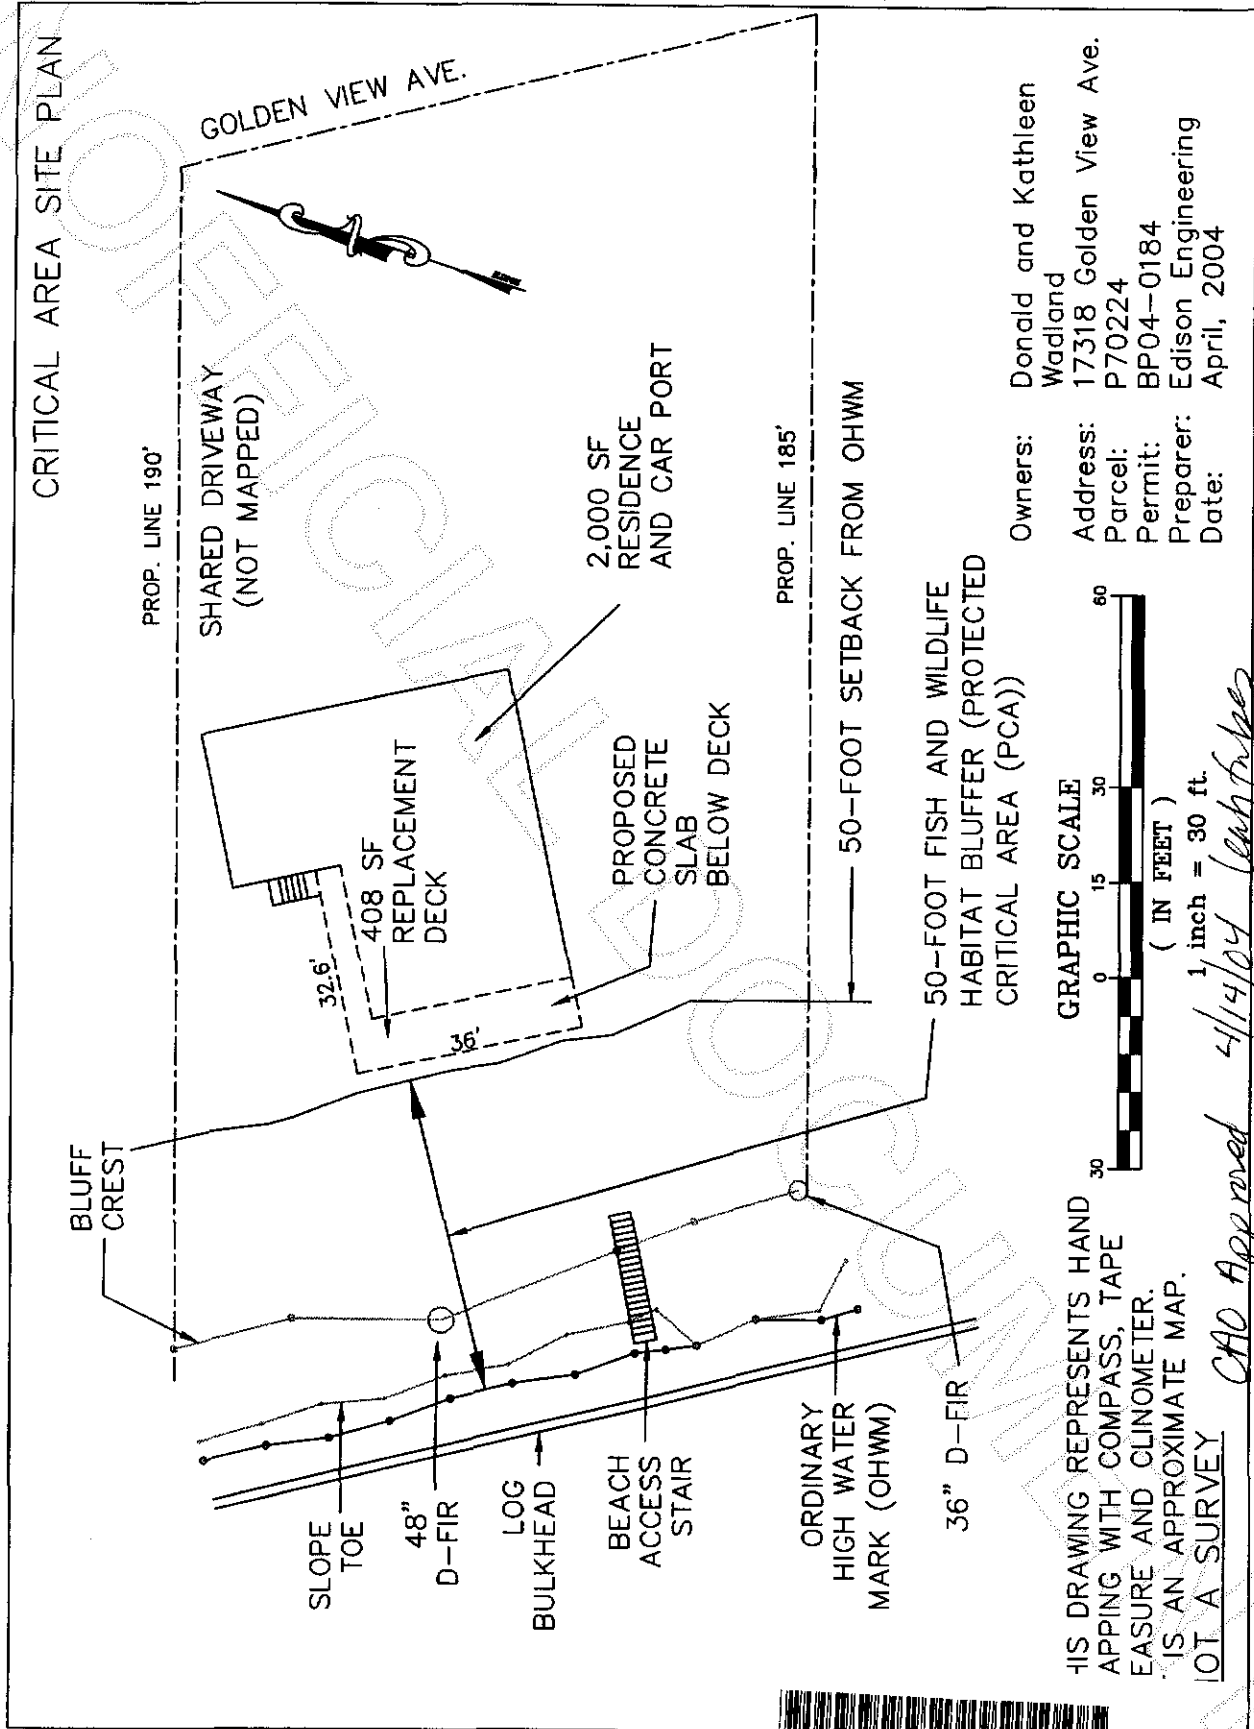 CRITICAL AREA SITE PLAN
GOLDEN VIEW AVE.
PROP. LINE 190'
SHARED DRIVEWAY
(NOT MAPPED)
2,000 SF
RESIDENCE
AND CAR PORT
PROP. LINE 185'
408 SF
REPLACEMENT
DECK
32.6'
36'
PROPOSED
CONCRETE
SLAB
BELOW DECK
50-FOOT SETBACK FROM OHWM
50-FOOT FISH AND WILDLIFE
HABITAT BLUFFER (PROTECTED
CRITICAL AREA (PCA))
BLUFF
CREST
SLOPE
TOE
48"
D-FIR
LOG
BULKHEAD
BEACH
ACCESS
STAIR
ORDINARY
HIGH WATER
MARK (OHWM)
36" D-FIR
HIS DRAWING REPRESENTS HAND
APPING WITH COMPASS, TAPE
EASURE AND CLINOMETER.
IS AN APPROXIMATE MAP.
IOT A SURVEY
GRAPHIC SCALE
30 0 15 30 60
( IN FEET )
1 inch = 30 ft.
Owners: Donald and Kathleen
Wadland
Address: 17318 Golden View Ave.
Parcel: P70224
Permit: BP04-0184
Preparer: Edison Engineering
Date: April, 2004
CAO Approved 4/14/04
UNOFFICIAL DOCUMENT